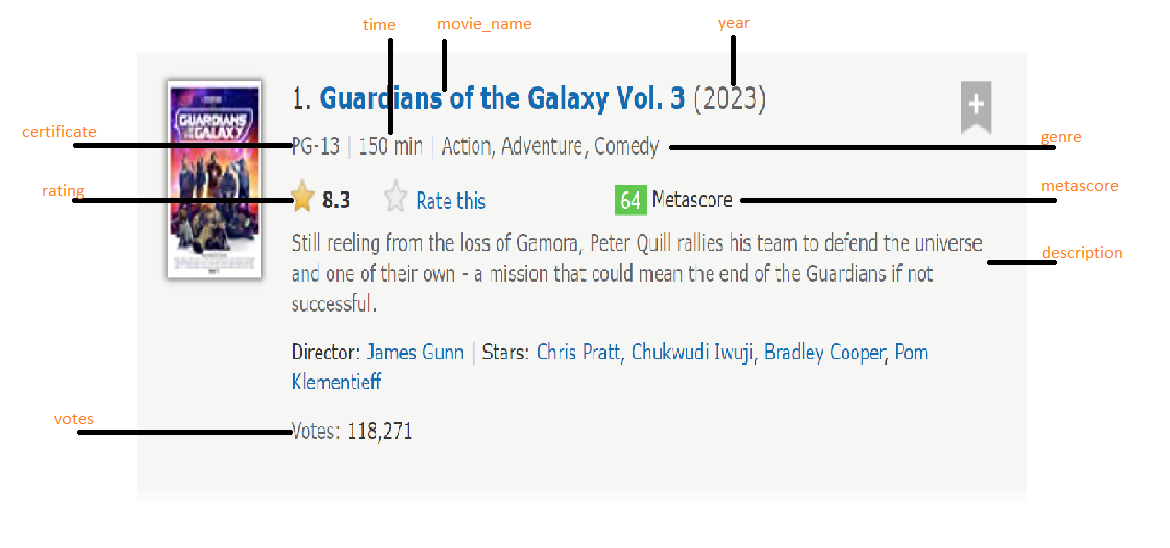 time movie_name year
1. Guardians of the Galaxy Vol. 3 (2023)
GUARDIANS
GALAXY
certificate PG-13 | 150 min | Action, Adventure, Comedy genre
rating 8.3 Rate this 64 Metascore metascore
Still reeling from the loss of Gamora, Peter Quill rallies his team to defend the universe
and one of their own - a mission that could mean the end of the Guardians if not
successful.
description
Director: James Gunn | Stars: Chris Pratt, Chukwudi Iwuji, Bradley Cooper, Pom
Klementieff
votes Votes: 118,271